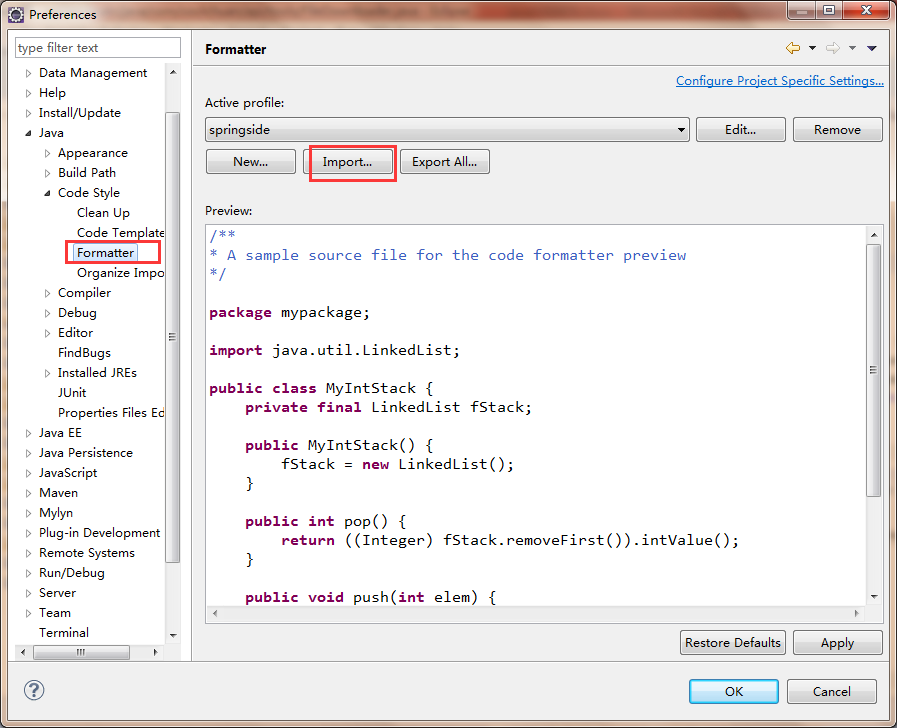 Preferences
type filter text
Data Management
Help
Install/Update
Java
Appearance
Build Path
Code Style
Clean Up
Code Template
Formatter
Organize Impo
Compiler
Debug
Editor
FindBugs
Installed JREs
JUnit
Properties Files Ed
Java EE
Java Persistence
JavaScript
Maven
Mylyn
Plug-in Development
Remote Systems
Run/Debug
Server
Team
Terminal
Formatter
Configure Project Specific Settings...
Active profile:
springside
Edit...
Remove
New...
Import...
Export All...
Preview:
/**
* A sample source file for the code formatter preview
*/
package mypackage;
import java.util.LinkedList;
public class MyIntStack {
private final LinkedList fStack;
public MyIntStack() {
fStack = new LinkedList();
}
public int pop() {
return ((Integer) fStack.removeFirst()).intValue();
}
public void push(int elem) {
Restore Defaults
Apply
?
OK
Cancel